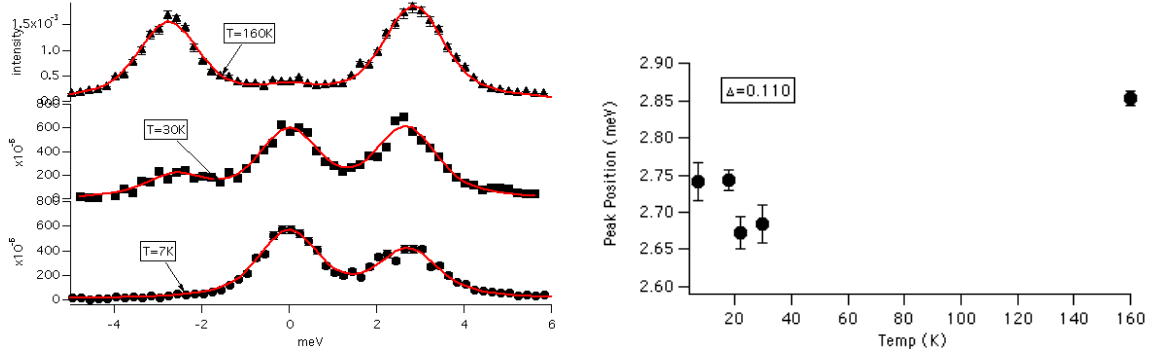 intensity
1.5x10⁻³
1.0
0.5
0.0
T=160K
800
x10⁻⁶
600
400
200
0
T=30K
800
x10⁻⁶
600
400
200
0
T=7K
-4 -2 0 2 4 6
meV
Peak Position (meV)
2.90
2.85
2.80
2.75
2.70
2.65
2.60
Δ=0.110
20 40 60 80 100 120 140 160
Temp (K)